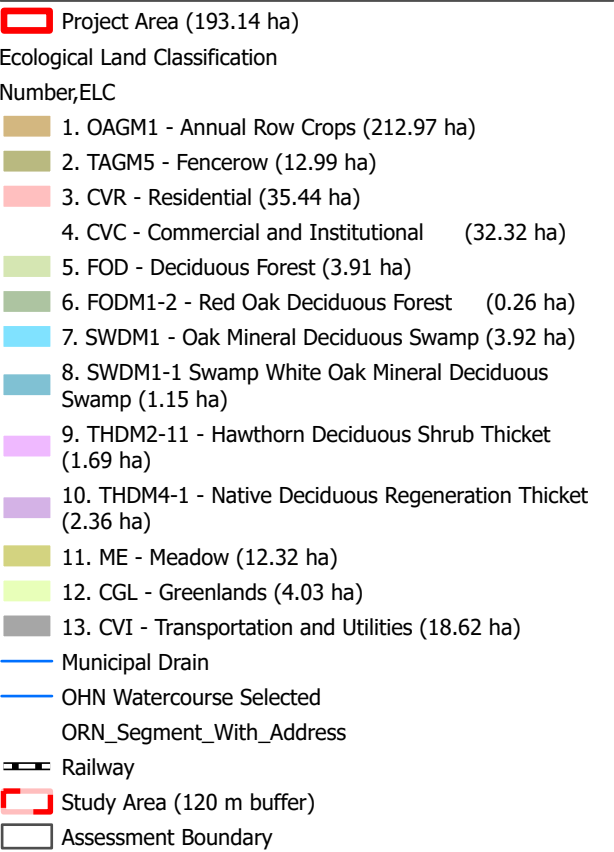 Project Area (193.14 ha)
Ecological Land Classification
Number,ELC
1. OAGM1 - Annual Row Crops (212.97 ha)
2. TAGM5 - Fencerow (12.99 ha)
3. CVR - Residential (35.44 ha)
4. CVC - Commercial and Institutional (32.32 ha)
5. FOD - Deciduous Forest (3.91 ha)
6. FODM1-2 - Red Oak Deciduous Forest (0.26 ha)
7. SWDM1 - Oak Mineral Deciduous Swamp (3.92 ha)
8. SWDM1-1 Swamp White Oak Mineral Deciduous
Swamp (1.15 ha)
9. THDM2-11 - Hawthorn Deciduous Shrub Thicket
(1.69 ha)
10. THDM4-1 - Native Deciduous Regeneration Thicket
(2.36 ha)
11. ME - Meadow (12.32 ha)
12. CGL - Greenlands (4.03 ha)
13. CVI - Transportation and Utilities (18.62 ha)
Municipal Drain
OHN Watercourse Selected
ORN_Segment_With_Address
Railway
Study Area (120 m buffer)
Assessment Boundary